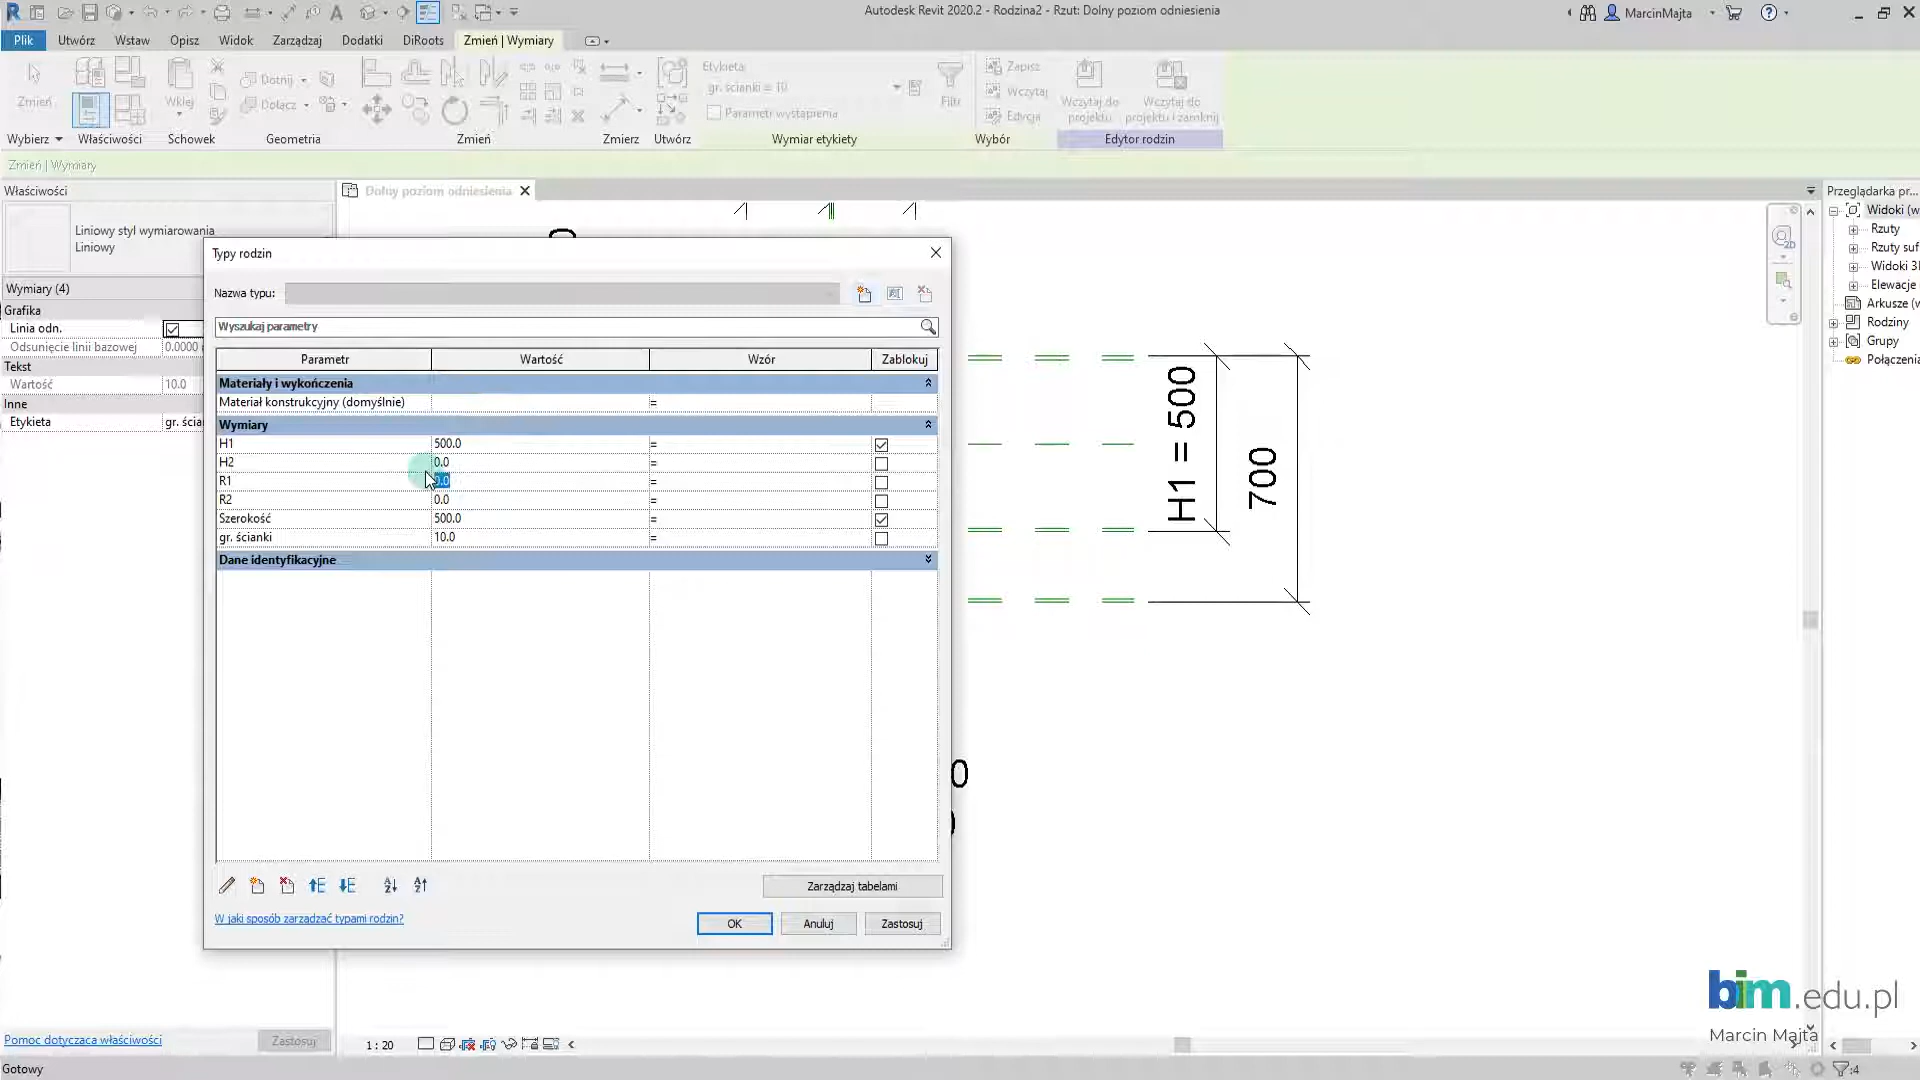 Autodesk Revit 2020.2 - Rodzina2 - Rzut: Dolny poziom odniesienia
MarcinMajta
Plik Utwórz Wstaw Opisz Widok Zarządzaj Dodatki DiRoots Zmień | Wymiary
Zmień
Wklej
Dotnij
Dołącz
Etykieta:
gr. ścianki = 10
Parametr wystąpienia
Filtr
Zapisz
Wczytaj
Edycja
Wczytaj do projektu
Wczytaj do projektu i zamknij
Wybierz Właściwości Schowek Geometria Zmień Zmierz Utwórz Wymiar etykiety Wybór Edytor rodzin
Zmień | Wymiary
Właściwości
Liniowy styl wymiarowania
Liniowy
Wymiary (4)
Grafika
Linia odn.
Odsunięcie linii bazowej 0.0000
Tekst
Wartość 10.0
Inne
Etykieta gr. ścia
Pomoc dotycząca właściwości
Zastosuj
Dolny poziom odniesienia
Typy rodzin
Nazwa typu:
Wyszukaj parametry
Parametr Wartość Wzór Zablokuj
Materiały i wykończenia
Materiał konstrukcyjny (domyślnie) =
Wymiary
H1 500.0 =
H2 0.0 =
R1 0.0 =
R2 0.0 =
Szerokość 500.0 =
gr. ścianki 10.0 =
Dane identyfikacyjne
Zarządzaj tabelami
W jaki sposób zarządzać typami rodzin?
OK Anuluj Zastosuj
H1 = 500
700
0
Przeglądarka pr...
Widoki (w
Rzuty
Rzuty suf
Widoki 3
Elewacje
Arkusze (w
Rodziny
Grupy
Połączenia
2D
bim.edu.pl
Marcin Majta
1 : 20
Gotowy
:4